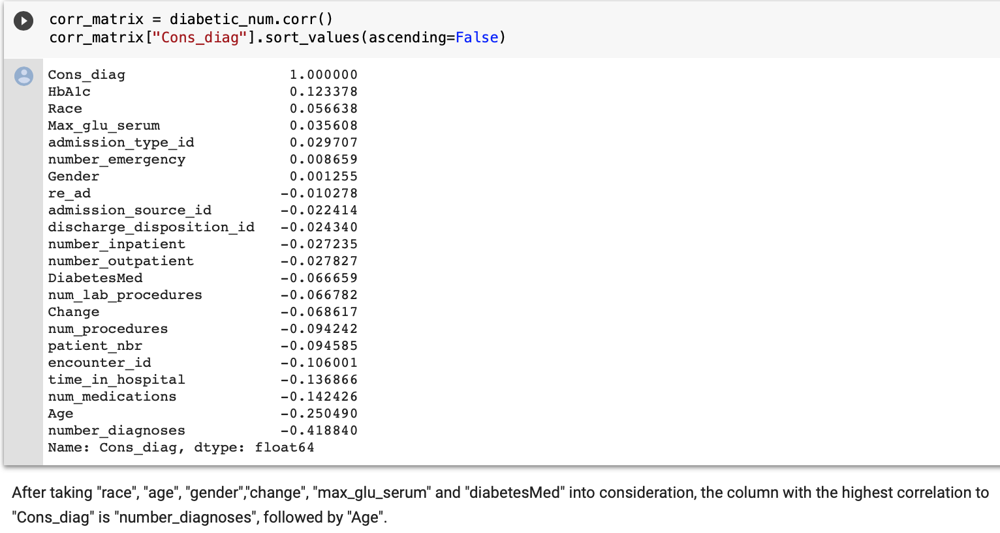 corr_matrix = diabetic_num.corr()
corr_matrix["Cons_diag"].sort_values(ascending=False)
Cons_diag 1.000000
HbA1c 0.123378
Race 0.056638
Max_glu_serum 0.035608
admission_type_id 0.029707
number_emergency 0.008659
Gender 0.001255
re_ad -0.010278
admission_source_id -0.022414
discharge_disposition_id -0.024340
number_inpatient -0.027235
number_outpatient -0.027827
DiabetesMed -0.066659
num_lab_procedures -0.066782
Change -0.068617
num_procedures -0.094242
patient_nbr -0.094585
encounter_id -0.106001
time_in_hospital -0.136866
num_medications -0.142426
Age -0.250490
number_diagnoses -0.418840
Name: Cons_diag, dtype: float64
After taking "race", "age", "gender","change", "max_glu_serum" and "diabetesMed" into consideration, the column with the highest correlation to
"Cons_diag" is "number_diagnoses", followed by "Age".